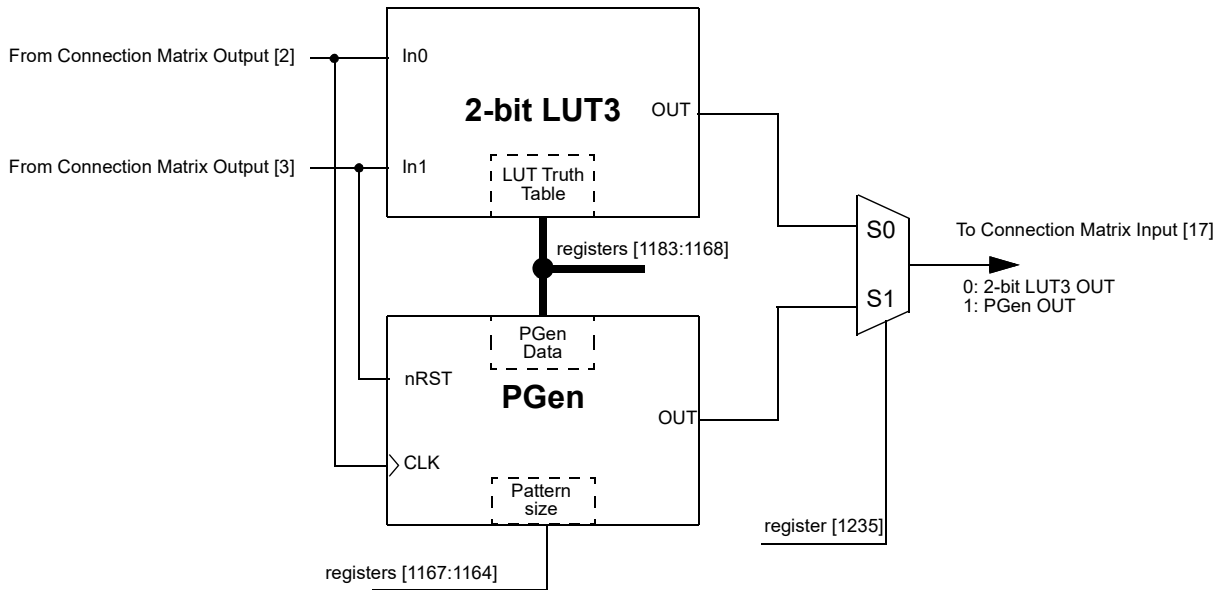 From Connection Matrix Output [2]
In0
2-bit LUT3
OUT
From Connection Matrix Output [3]
In1
LUT Truth
Table
registers [1183:1168]
S0
To Connection Matrix Input [17]
0: 2-bit LUT3 OUT
1: PGen OUT
S1
PGen
Data
nRST
PGen
OUT
CLK
Pattern
size
register [1235]
registers [1167:1164]